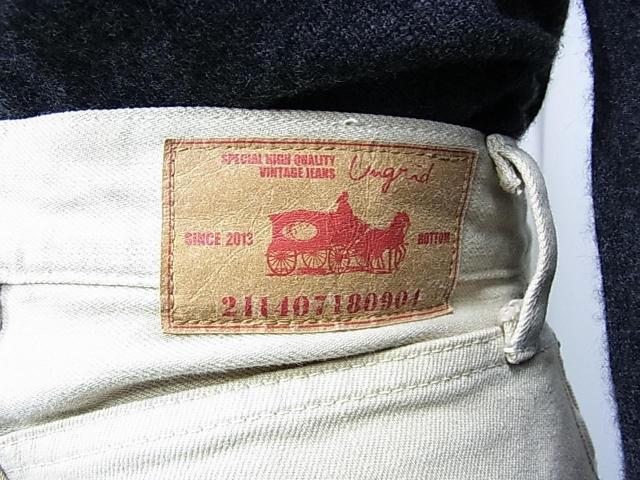 SPECIAL HIGH QUALITY
VINTAGE JEANS
Ungrid
SINCE 2013
BOTTOM
211407180904